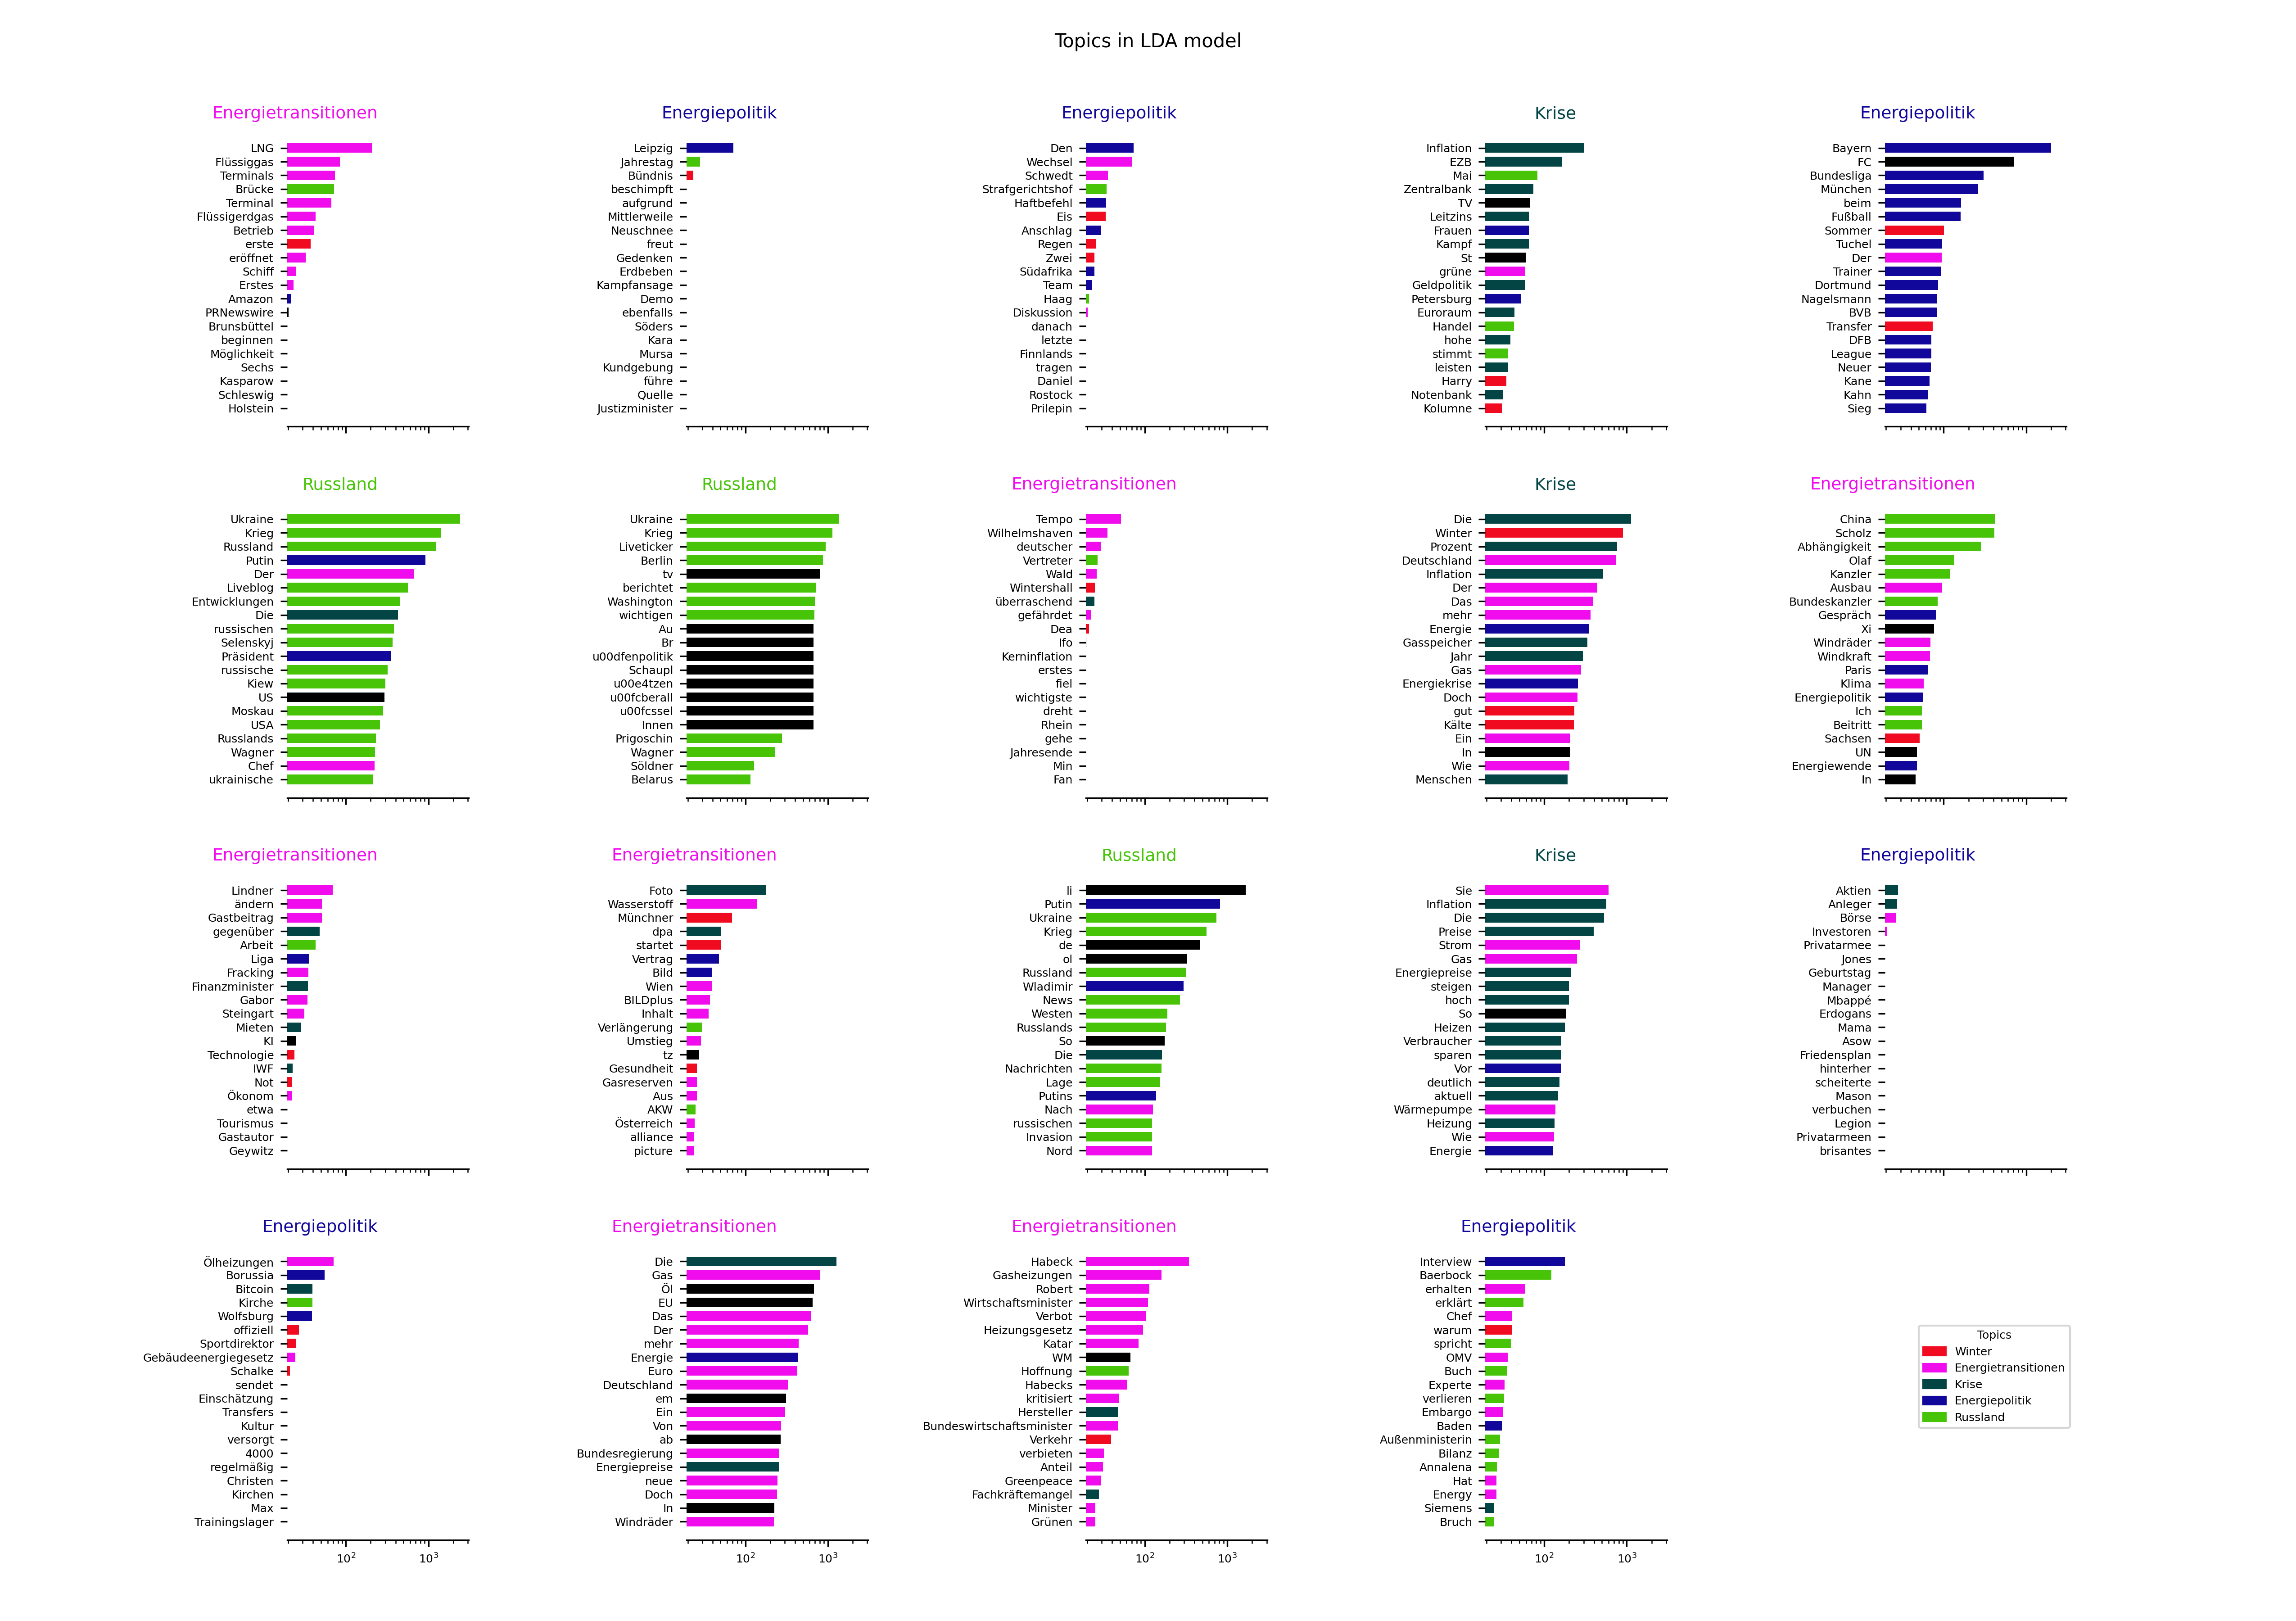 Topics in LDA model
Energietransitionen
LNG
Flüssiggas
Terminals
Brücke
Terminal
Flüssigerdgas
Betrieb
erste
eröffnet
Schiff
Erstes
Amazon
PRNewswire
Brunsbüttel
beginnen
Möglichkeit
Sechs
Kasparow
Schleswig
Holstein
Energiepolitik
Leipzig
Jahrestag
Bündnis
beschimpft
aufgrund
Mittlerweile
Neuschnee
freut
Gedenken
Erdbeben
Kampfansage
Demo
ebenfalls
Söders
Kara
Mursa
Kundgebung
führe
Quelle
Justizminister
Energiepolitik
Den
Wechsel
Schwedt
Strafgerichtshof
Haftbefehl
Eis
Anschlag
Regen
Zwei
Südafrika
Team
Haag
Diskussion
danach
letzte
Finnlands
tragen
Daniel
Rostock
Prilepin
Krise
Inflation
EZB
Mai
Zentralbank
TV
Leitzins
Frauen
Kampf
St
grüne
Geldpolitik
Petersburg
Euroraum
Handel
hohe
stimmt
leisten
Harry
Notenbank
Kolumne
Energiepolitik
Bayern
FC
Bundesliga
München
beim
Fußball
Sommer
Tuchel
Der
Trainer
Dortmund
Nagelsmann
BVB
Transfer
DFB
League
Neuer
Kane
Kahn
Sieg
Russland
Ukraine
Krieg
Russland
Putin
Der
Liveblog
Entwicklungen
Die
russischen
Selenskyj
Präsident
russische
Kiew
US
Moskau
USA
Russlands
Wagner
Chef
ukrainische
Russland
Ukraine
Krieg
Liveticker
Berlin
tv
berichtet
Washington
wichtigen
Au
Br
u00dfenpolitik
Schaupl
u00e4tzen
u00fcberall
u00fcssel
Innen
Prigoschin
Wagner
Söldner
Belarus
Energietransitionen
Tempo
Wilhelmshaven
deutscher
Vertreter
Wald
Wintershall
überraschend
gefährdet
Dea
Ifo
Kerninflation
erstes
fiel
wichtigste
dreht
Rhein
gehe
Jahresende
Min
Fan
Krise
Die
Winter
Prozent
Deutschland
Inflation
Der
Das
mehr
Energie
Gasspeicher
Jahr
Gas
Energiekrise
Doch
gut
Kälte
Ein
In
Wie
Menschen
Energietransitionen
China
Scholz
Abhängigkeit
Olaf
Kanzler
Ausbau
Bundeskanzler
Gespräch
Xi
Windräder
Windkraft
Paris
Klima
Energiepolitik
Ich
Beitritt
Sachsen
UN
Energiewende
In
Energietransitionen
Lindner
ändern
Gastbeitrag
gegenüber
Arbeit
Liga
Fracking
Finanzminister
Gabor
Steingart
Mieten
KI
Technologie
IWF
Not
Ökonom
etwa
Tourismus
Gastautor
Geywitz
Energietransitionen
Foto
Wasserstoff
Münchner
dpa
startet
Vertrag
Bild
Wien
BILDplus
Inhalt
Verlängerung
Umstieg
tz
Gesundheit
Gasreserven
Aus
AKW
Österreich
alliance
picture
Russland
li
Putin
Ukraine
Krieg
de
ol
Russland
Wladimir
News
Westen
Russlands
So
Die
Nachrichten
Lage
Putins
Nach
russischen
Invasion
Nord
Krise
Sie
Inflation
Die
Preise
Strom
Gas
Energiepreise
steigen
hoch
So
Heizen
Verbraucher
sparen
Vor
deutlich
aktuell
Wärmepumpe
Heizung
Wie
Energie
Energiepolitik
Aktien
Anleger
Börse
Investoren
Privatarmee
Jones
Geburtstag
Manager
Mbappé
Erdogans
Mama
Asow
Friedensplan
hinterher
scheiterte
Mason
verbuchen
Legion
Privatarmeen
brisantes
Energiepolitik
Ölheizungen
Borussia
Bitcoin
Kirche
Wolfsburg
offiziell
Sportdirektor
Gebäudeenergiegesetz
Schalke
sendet
Einschätzung
Transfers
Kultur
versorgt
4000
regelmäßig
Christen
Kirchen
Max
Trainingslager
10² 10³
Energietransitionen
Die
Gas
Öl
EU
Das
Der
mehr
Energie
Euro
Deutschland
em
Ein
Von
ab
Bundesregierung
Energiepreise
neue
Doch
In
Windräder
10² 10³
Energietransitionen
Habeck
Gasheizungen
Robert
Wirtschaftsminister
Verbot
Heizungsgesetz
Katar
WM
Hoffnung
Habecks
kritisiert
Hersteller
Bundeswirtschaftsminister
Verkehr
verbieten
Anteil
Greenpeace
Fachkräftemangel
Minister
Grünen
10² 10³
Energiepolitik
Interview
Baerbock
erhalten
erklärt
Chef
warum
spricht
OMV
Buch
Experte
verlieren
Embargo
Baden
Außenministerin
Bilanz
Annalena
Hat
Energy
Siemens
Bruch
10² 10³
Topics
Winter
Energietransitionen
Krise
Energiepolitik
Russland